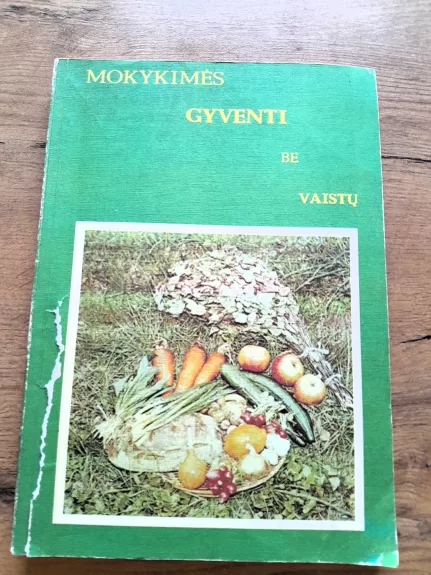 MOKYKIMĖS
GYVENTI
BE
VAISTŲ